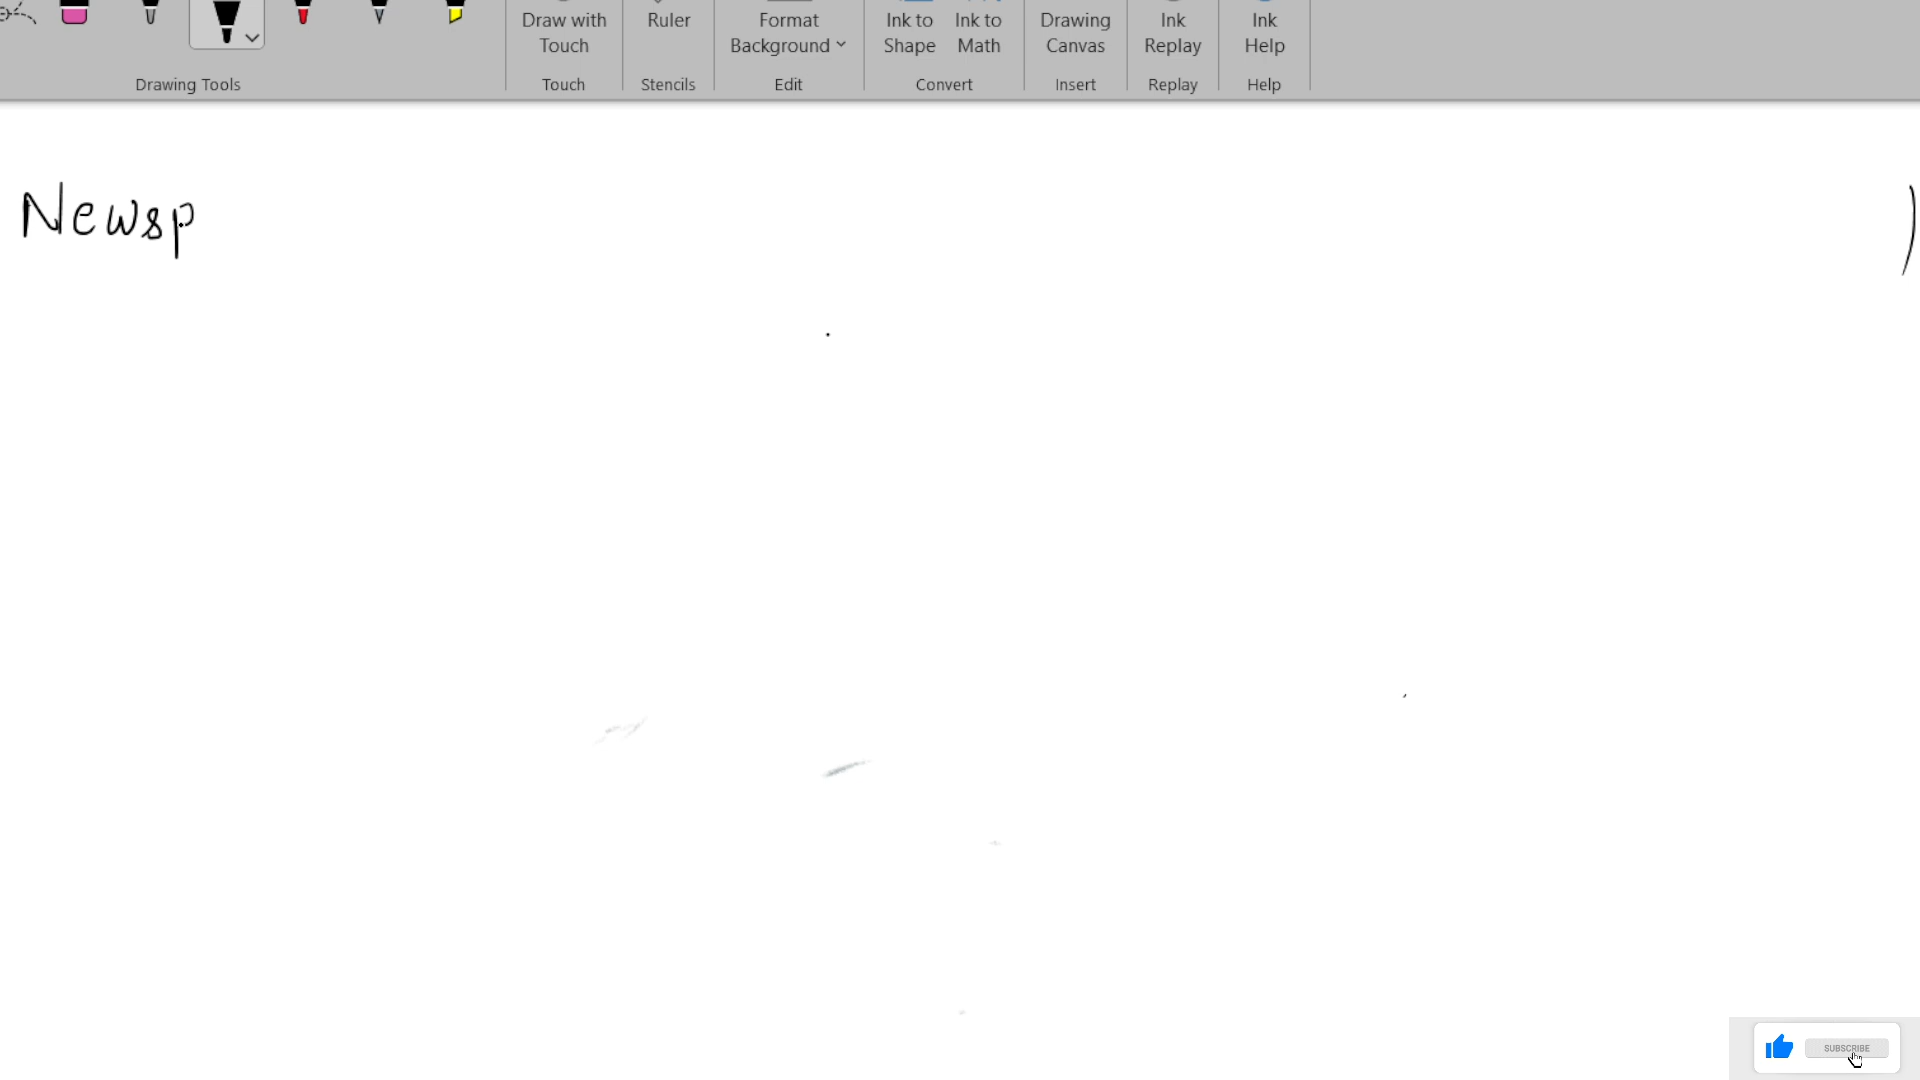 Draw with Touch
Ruler
Format Background
Ink to Shape
Ink to Math
Drawing Canvas
Ink Replay
Ink Help
Drawing Tools
Touch
Stencils
Edit
Convert
Insert
Replay
Help
Newsp
)
SUBSCRIBE